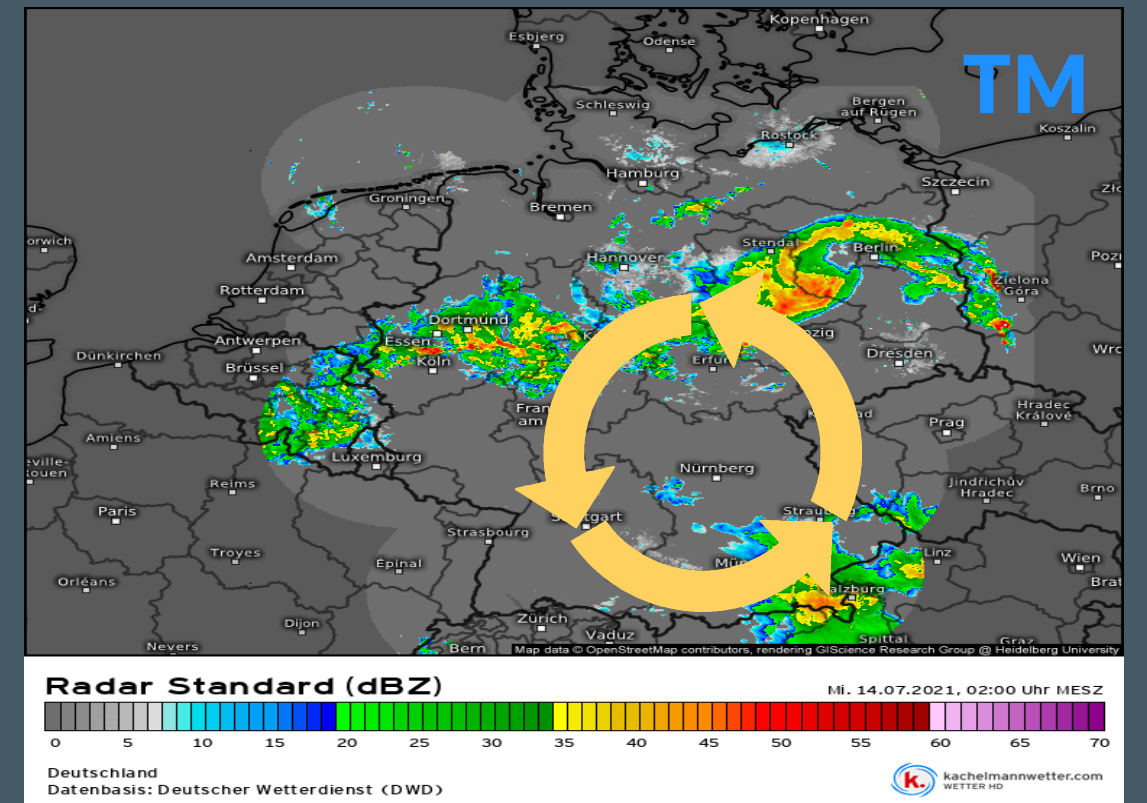 Kopenhagen
Esbjerg
Odense
TM
Schleswig
Bergen
auf Rügen
Rostock
Koszalin
Hamburg
Szczecin
Groningen
Bremen
orwich
Stendal
Berlin
Amsterdam
Hannover
Rotterdam
Zielona
Góra
Dortmund
Antwerpen
Essen
Dünkirchen
Brüssel
Köln
Dresden
Hradec
Králové
Amiens
Prag
Luxemburg
Nürnberg
Reims
Jindřichův
Hradec
Brno
Paris
Strasbourg
Troyes
Épinal
Linz
Wien
Orléans
Dijon
Zürich
Vaduz
Nevers
Bern
Spittal
Graz
Map data © OpenStreetMap contributors, rendering GIScience Research Group @ Heidelberg University
Radar Standard (dBZ)
Mi. 14.07.2021, 02:00 Uhr MESZ
0 5 10 15 20 25 30 35 40 45 50 55 60 65 70
Deutschland
Datenbasis: Deutscher Wetterdienst (DWD)
k.
kachelmannwetter.com
WETTER HD